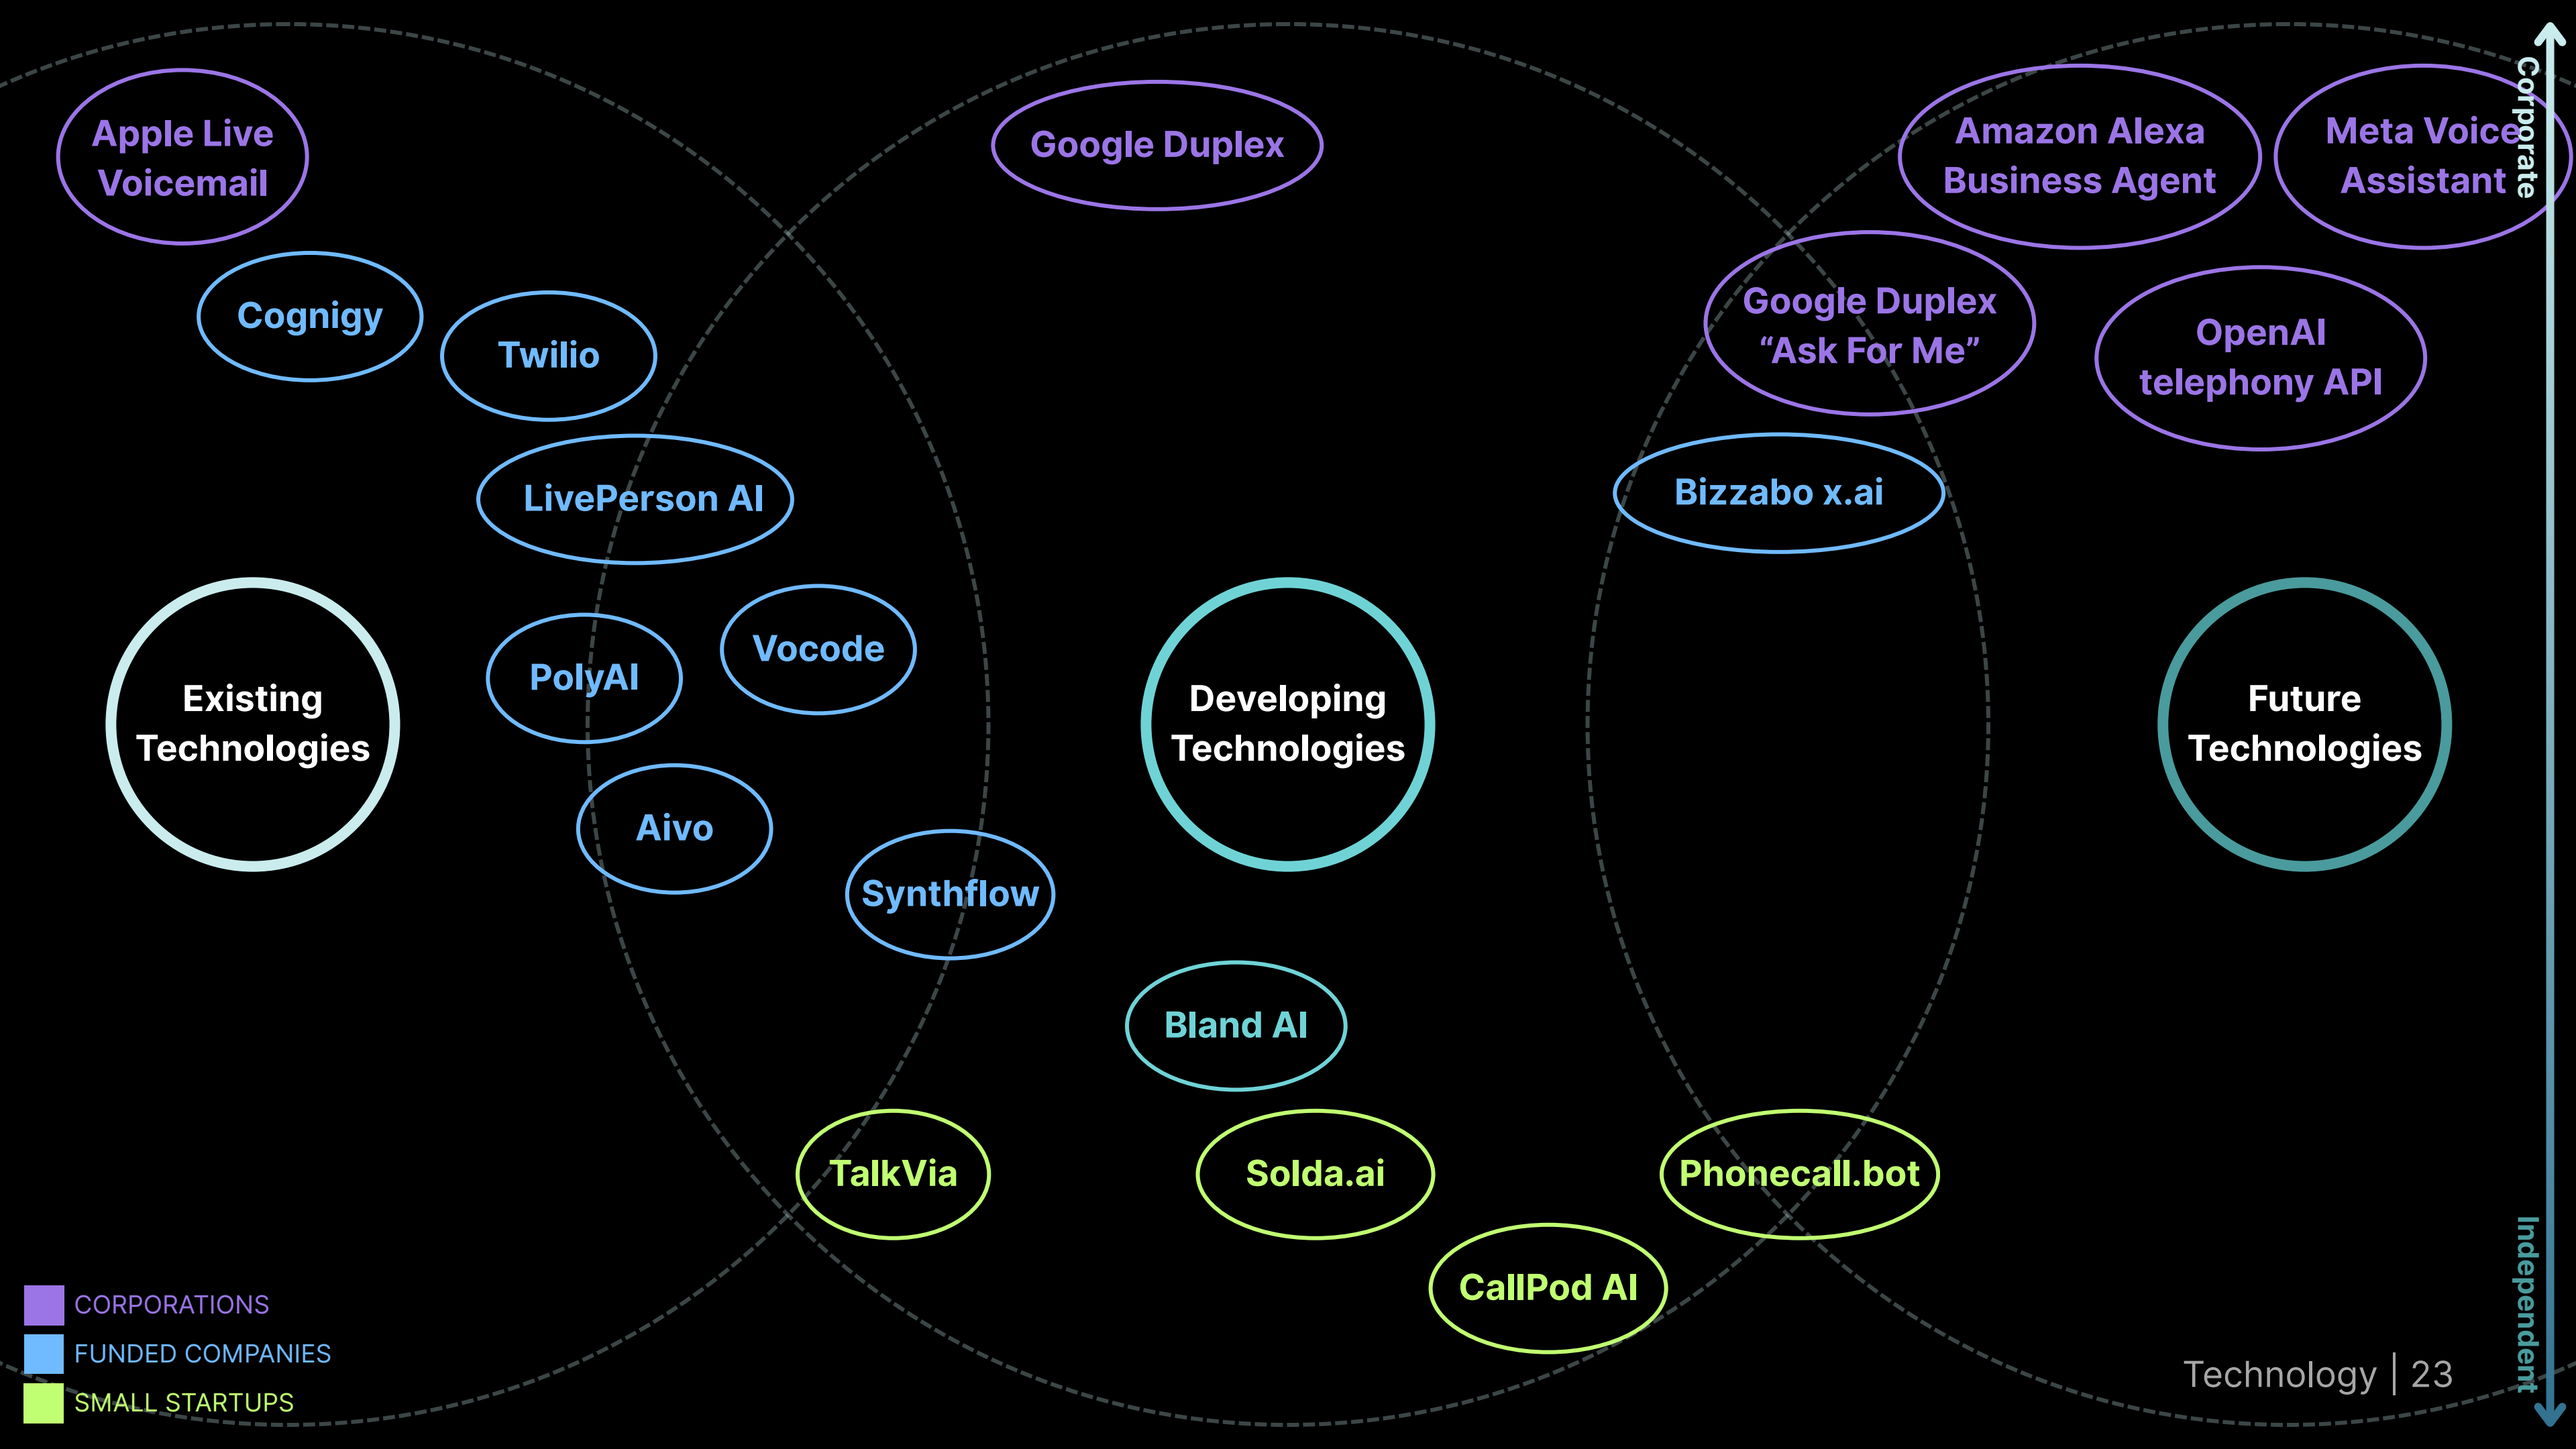 Apple Live
Voicemail
Google Duplex
Amazon Alexa
Business Agent
Meta Voice
Assistant
Corporate
Cognigy
Twilio
Google Duplex
“Ask For Me”
OpenAI
telephony API
LivePerson AI
Bizzabo x.ai
PolyAI
Vocode
Existing
Technologies
Developing
Technologies
Future
Technologies
Aivo
Synthflow
Bland AI
TalkVia
Solda.ai
Phonecall.bot
CallPod AI
Independent
CORPORATIONS
FUNDED COMPANIES
SMALL STARTUPS
Technology | 23